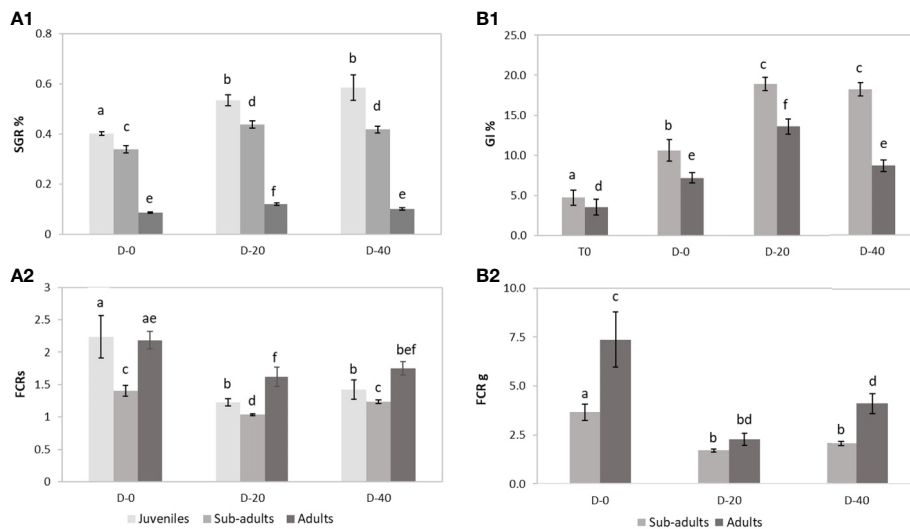 A1
0.8
0.6
0.4
0.2
0
SGR %
a
c
e
b
d
f
b
d
e
D-0
D-20
D-40
B1
25.0
20.0
15.0
10.0
5.0
0.0
GI %
a
d
b
e
c
f
c
e
T0
D-0
D-20
D-40
A2
3
2.5
2
1.5
1
0.5
0
FCRs
a
c
ae
b
d
f
b
c
bef
D-0
D-20
D-40
Juveniles
Sub-adults
Adults
B2
10.0
7.5
5.0
2.5
0.0
FCR g
a
c
b
bd
b
d
D-0
D-20
D-40
Sub-adults
Adults